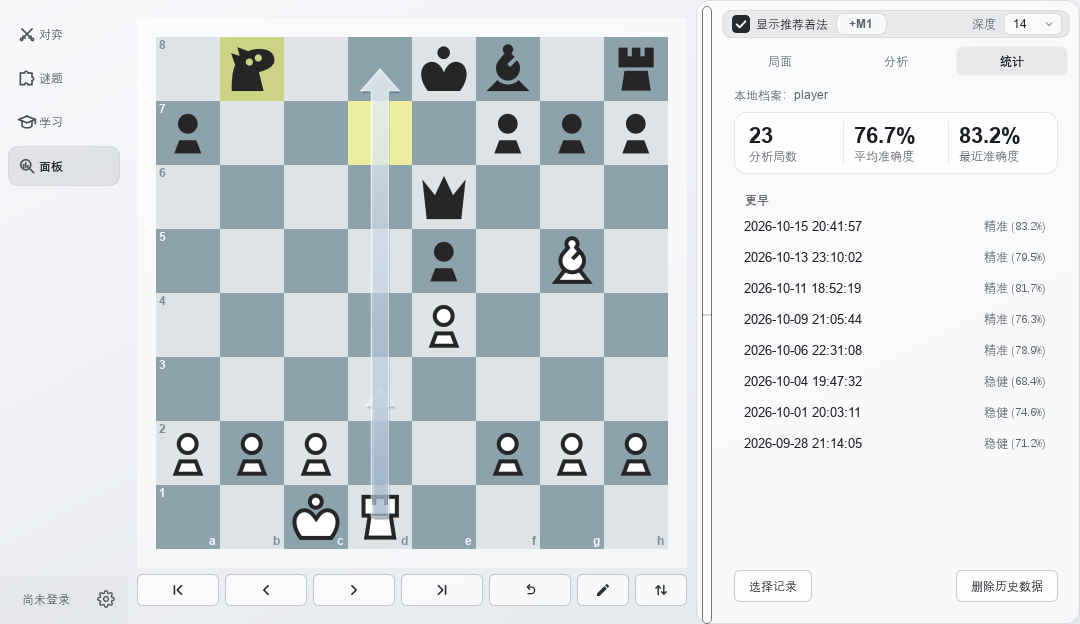 对弈
谜题
学习
面板
尚未登录
8
7
6
5
4
3
2
1
a b c d e f g h
显示推荐着法 +M1 深度 14
局面 分析 统计
本地档案: player
23 76.7% 83.2%
分析局数 平均准确度 最近准确度
更早
2026-10-15 20:41:57 精准 (83.2%)
2026-10-13 23:10:02 精准 (79.5%)
2026-10-11 18:52:19 精准 (81.7%)
2026-10-09 21:05:44 精准 (76.3%)
2026-10-06 22:31:08 精准 (78.9%)
2026-10-04 19:47:32 稳健 (68.4%)
2026-10-01 20:03:11 稳健 (74.6%)
2026-09-28 21:14:05 稳健 (71.2%)
选择记录 删除历史数据